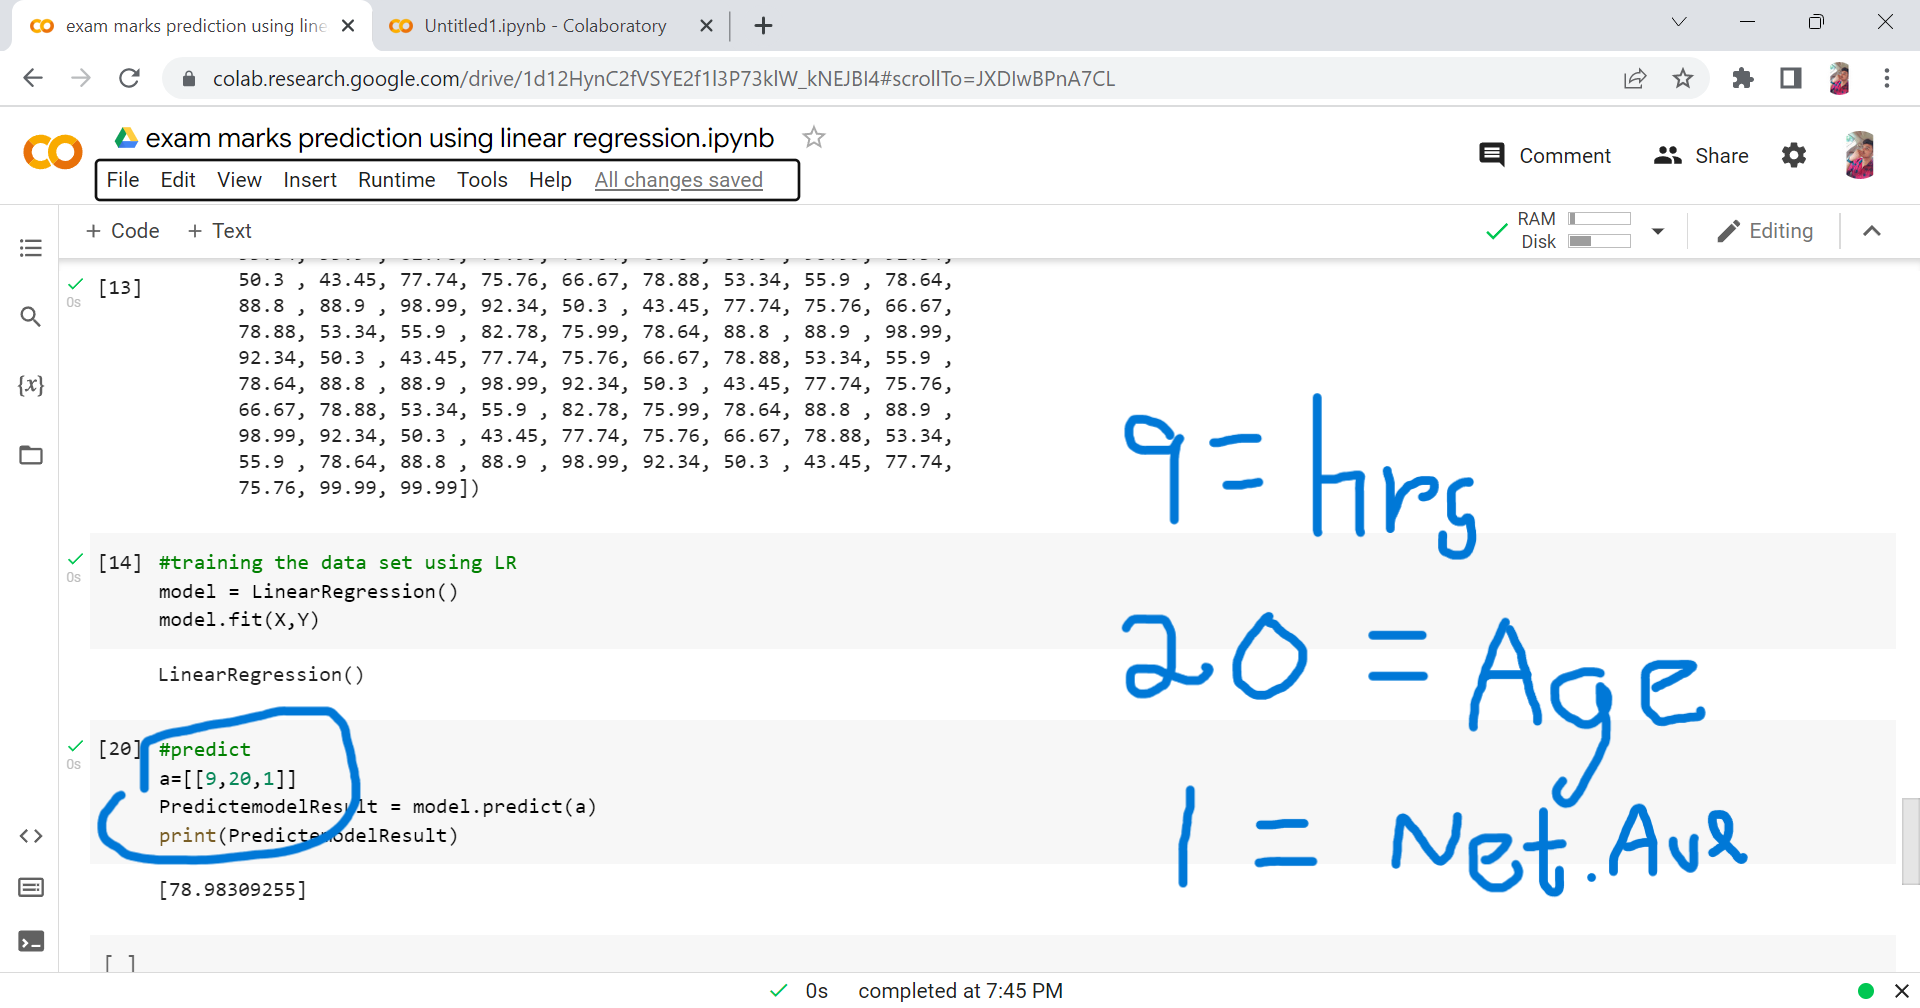 exam marks prediction using line
Untitled1.ipynb - Colaboratory
colab.research.google.com/drive/1d12HynC2fVSYE2f1l3P73klW_kNEJBI4#scrollTo=JXDIwBPnA7CL
exam marks prediction using linear regression.ipynb
Comment
Share
File Edit View Insert Runtime Tools Help All changes saved
+ Code + Text
RAM
Disk
Editing
[13]
0s
50.3 , 43.45, 77.74, 75.76, 66.67, 78.88, 53.34, 55.9 , 78.64,
88.8 , 88.9 , 98.99, 92.34, 50.3 , 43.45, 77.74, 75.76, 66.67,
78.88, 53.34, 55.9 , 82.78, 75.99, 78.64, 88.8 , 88.9 , 98.99,
92.34, 50.3 , 43.45, 77.74, 75.76, 66.67, 78.88, 53.34, 55.9 ,
78.64, 88.8 , 88.9 , 98.99, 92.34, 50.3 , 43.45, 77.74, 75.76,
66.67, 78.88, 53.34, 55.9 , 82.78, 75.99, 78.64, 88.8 , 88.9 ,
98.99, 92.34, 50.3 , 43.45, 77.74, 75.76, 66.67, 78.88, 53.34,
55.9 , 78.64, 88.8 , 88.9 , 98.99, 92.34, 50.3 , 43.45, 77.74,
75.76, 99.99, 99.99])
9 = hrs
[14] #training the data set using LR
0s
model = LinearRegression()
model.fit(X,Y)
LinearRegression()
20 = Age
[20] #predict
0s
a=[[9,20,1]]
PredictemodelResult = model.predict(a)
print(PredictemodelResult)
1 = Net.Ave
[78.98309255]
[ ]
0s completed at 7:45 PM